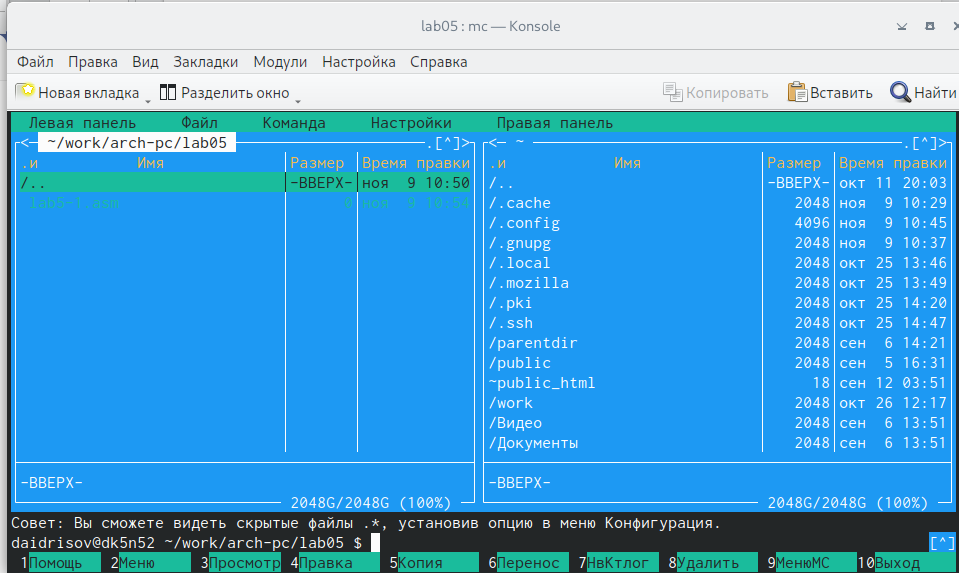 lab05 : mc — Konsole
Файл Правка Вид Закладки Модули Настройка Справка
Новая вкладка Разделить окно Копировать Вставить Найти
Левая панель Файл Команда Настройки Правая панель
<— ~/work/arch-pc/lab05 .[^]> <— ~ .[^]>
.и Имя Размер Время правки .и Имя Размер Время правки
/.. -ВВЕРХ- ноя 9 10:50 /.. -ВВЕРХ- окт 11 20:03
lab5-1.asm 0 ноя 9 10:54 /.cache 2048 ноя 9 10:29
/.config 4096 ноя 9 10:45
/.gnupg 2048 ноя 9 10:37
/.local 2048 окт 25 13:46
/.mozilla 2048 окт 25 13:49
/.pki 2048 окт 25 14:20
/.ssh 2048 окт 25 14:47
/parentdir 2048 сен 6 14:21
/public 2048 сен 5 16:31
~public_html 18 сен 12 03:51
/work 2048 окт 26 12:17
/Видео 2048 сен 6 13:51
/Документы 2048 сен 6 13:51
-ВВЕРХ- -ВВЕРХ-
2048G/2048G (100%) 2048G/2048G (100%)
Совет: Вы сможете видеть скрытые файлы .*, установив опцию в меню Конфигурация.
daidrisov@dk5n52 ~/work/arch-pc/lab05 $ [^]
1Помощь 2Меню 3Просмотр 4Правка 5Копия 6Перенос 7НвКтлог 8Удалить 9МенюМС 10Выход